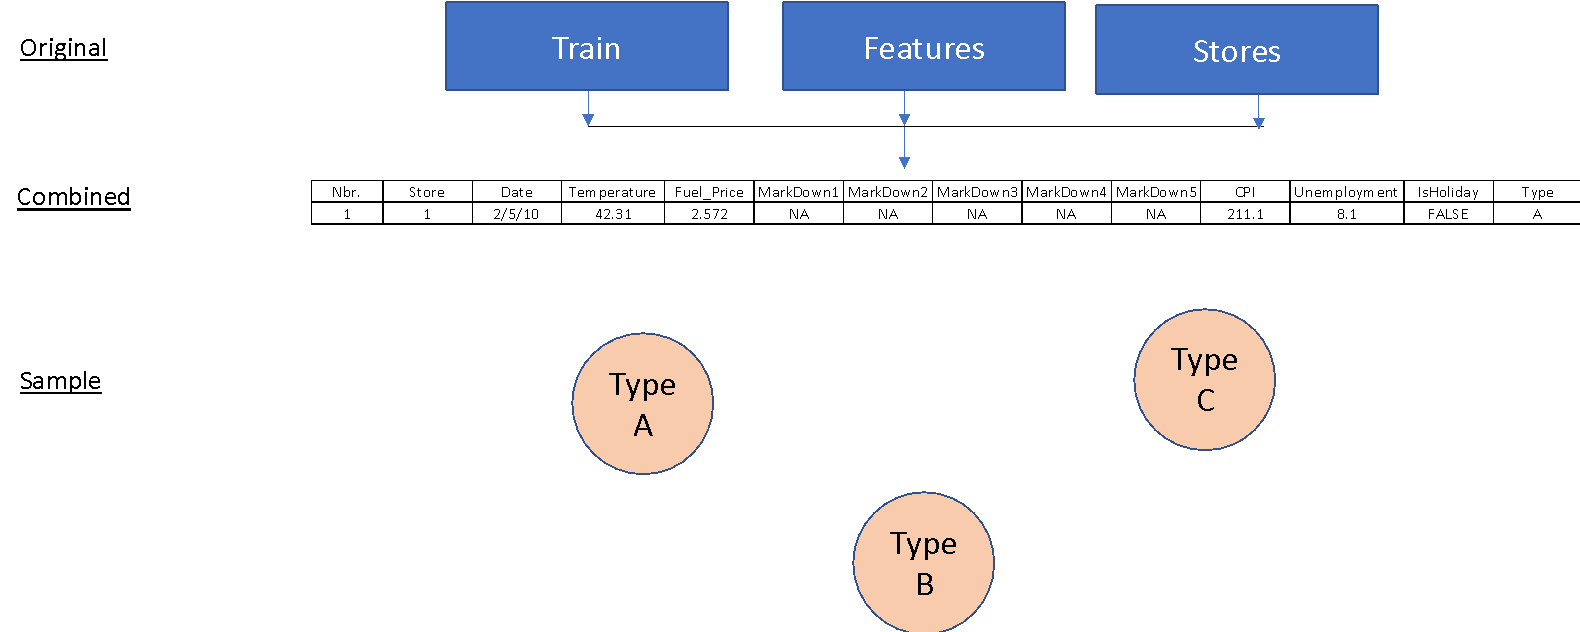 Original
Train
Features
Stores
Combined
Nbr. Store Date Temperature Fuel_Price MarkDown1 MarkDown2 MarkDown3 MarkDown4 MarkDown5 CPI Unemployment IsHoliday Type
1 1 2/5/10 42.31 2.572 NA NA NA NA NA 211.1 8.1 FALSE A
Sample
Type
A
Type
C
Type
B